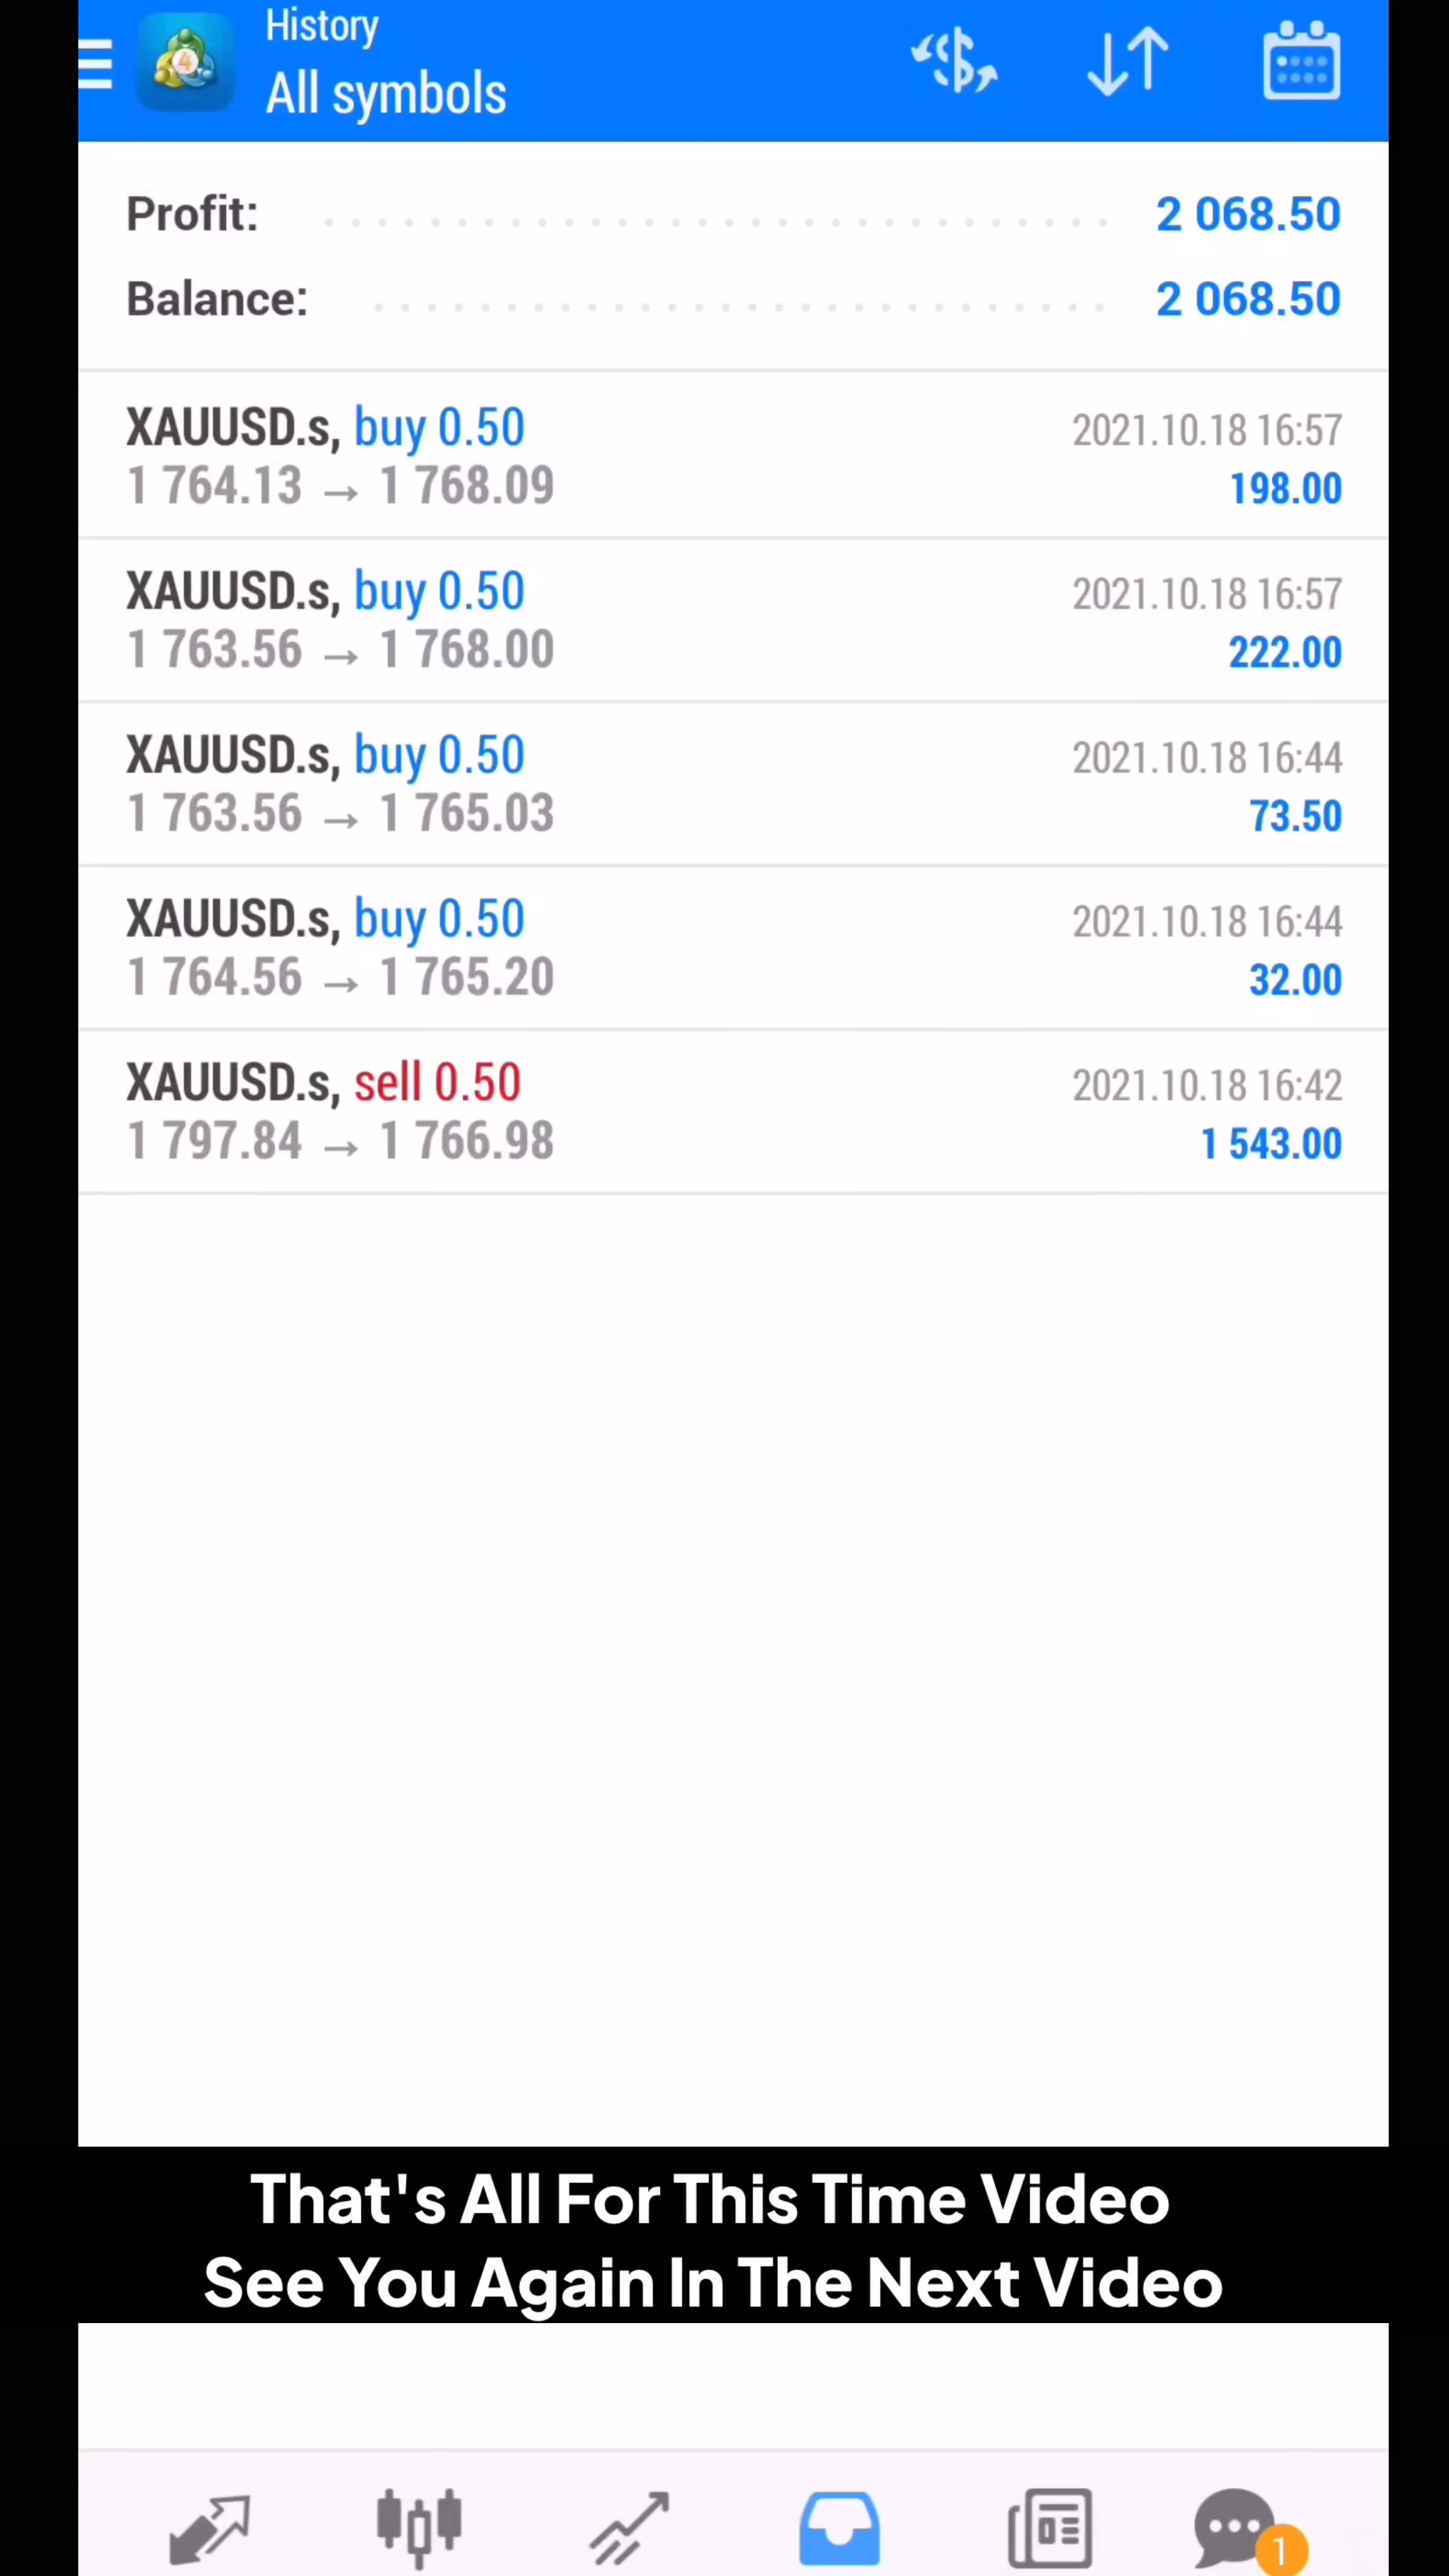 History
All symbols
Profit: 2 068.50
Balance: 2 068.50
XAUUSD.s, buy 0.50 2021.10.18 16:57
1 764.13 → 1 768.09 198.00
XAUUSD.s, buy 0.50 2021.10.18 16:57
1 763.56 → 1 768.00 222.00
XAUUSD.s, buy 0.50 2021.10.18 16:44
1 763.56 → 1 765.03 73.50
XAUUSD.s, buy 0.50 2021.10.18 16:44
1 764.56 → 1 765.20 32.00
XAUUSD.s, sell 0.50 2021.10.18 16:42
1 797.84 → 1 766.98 1 543.00
That's All For This Time Video
See You Again In The Next Video
1